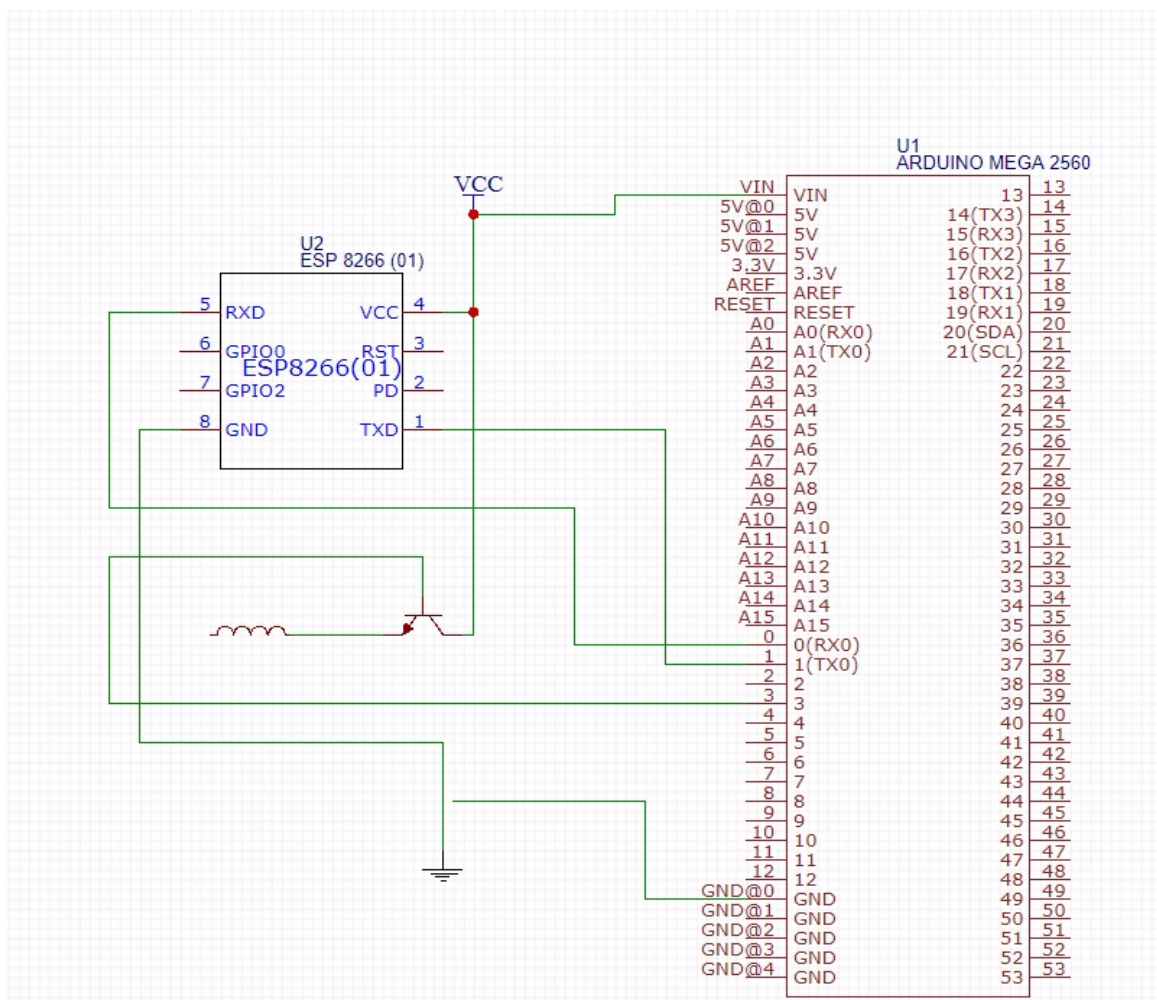 U1
ARDUINO MEGA 2560
VCC
U2
ESP 8266 (01)
5 RXD VCC 4
6 GPIO0 RST 3
ESP8266(01)
7 GPIO2 PD 2
8 GND TXD 1
VIN VIN 13 13
5V@0 5V 14(TX3) 14
5V@1 5V 15(RX3) 15
5V@2 5V 16(TX2) 16
3.3V 3.3V 17(RX2) 17
AREF AREF 18(TX1) 18
RESET RESET 19(RX1) 19
A0 A0(RX0) 20(SDA) 20
A1 A1(TX0) 21(SCL) 21
A2 A2 22 22
A3 A3 23 23
A4 A4 24 24
A5 A5 25 25
A6 A6 26 26
A7 A7 27 27
A8 A8 28 28
A9 A9 29 29
A10 A10 30 30
A11 A11 31 31
A12 A12 32 32
A13 A13 33 33
A14 A14 34 34
A15 A15 35 35
0 0(RX0) 36 36
1 1(TX0) 37 37
2 2 38 38
3 3 39 39
4 4 40 40
5 5 41 41
6 6 42 42
7 7 43 43
8 8 44 44
9 9 45 45
10 10 46 46
11 11 47 47
12 12 48 48
GND@0 GND 49 49
GND@1 GND 50 50
GND@2 GND 51 51
GND@3 GND 52 52
GND@4 GND 53 53